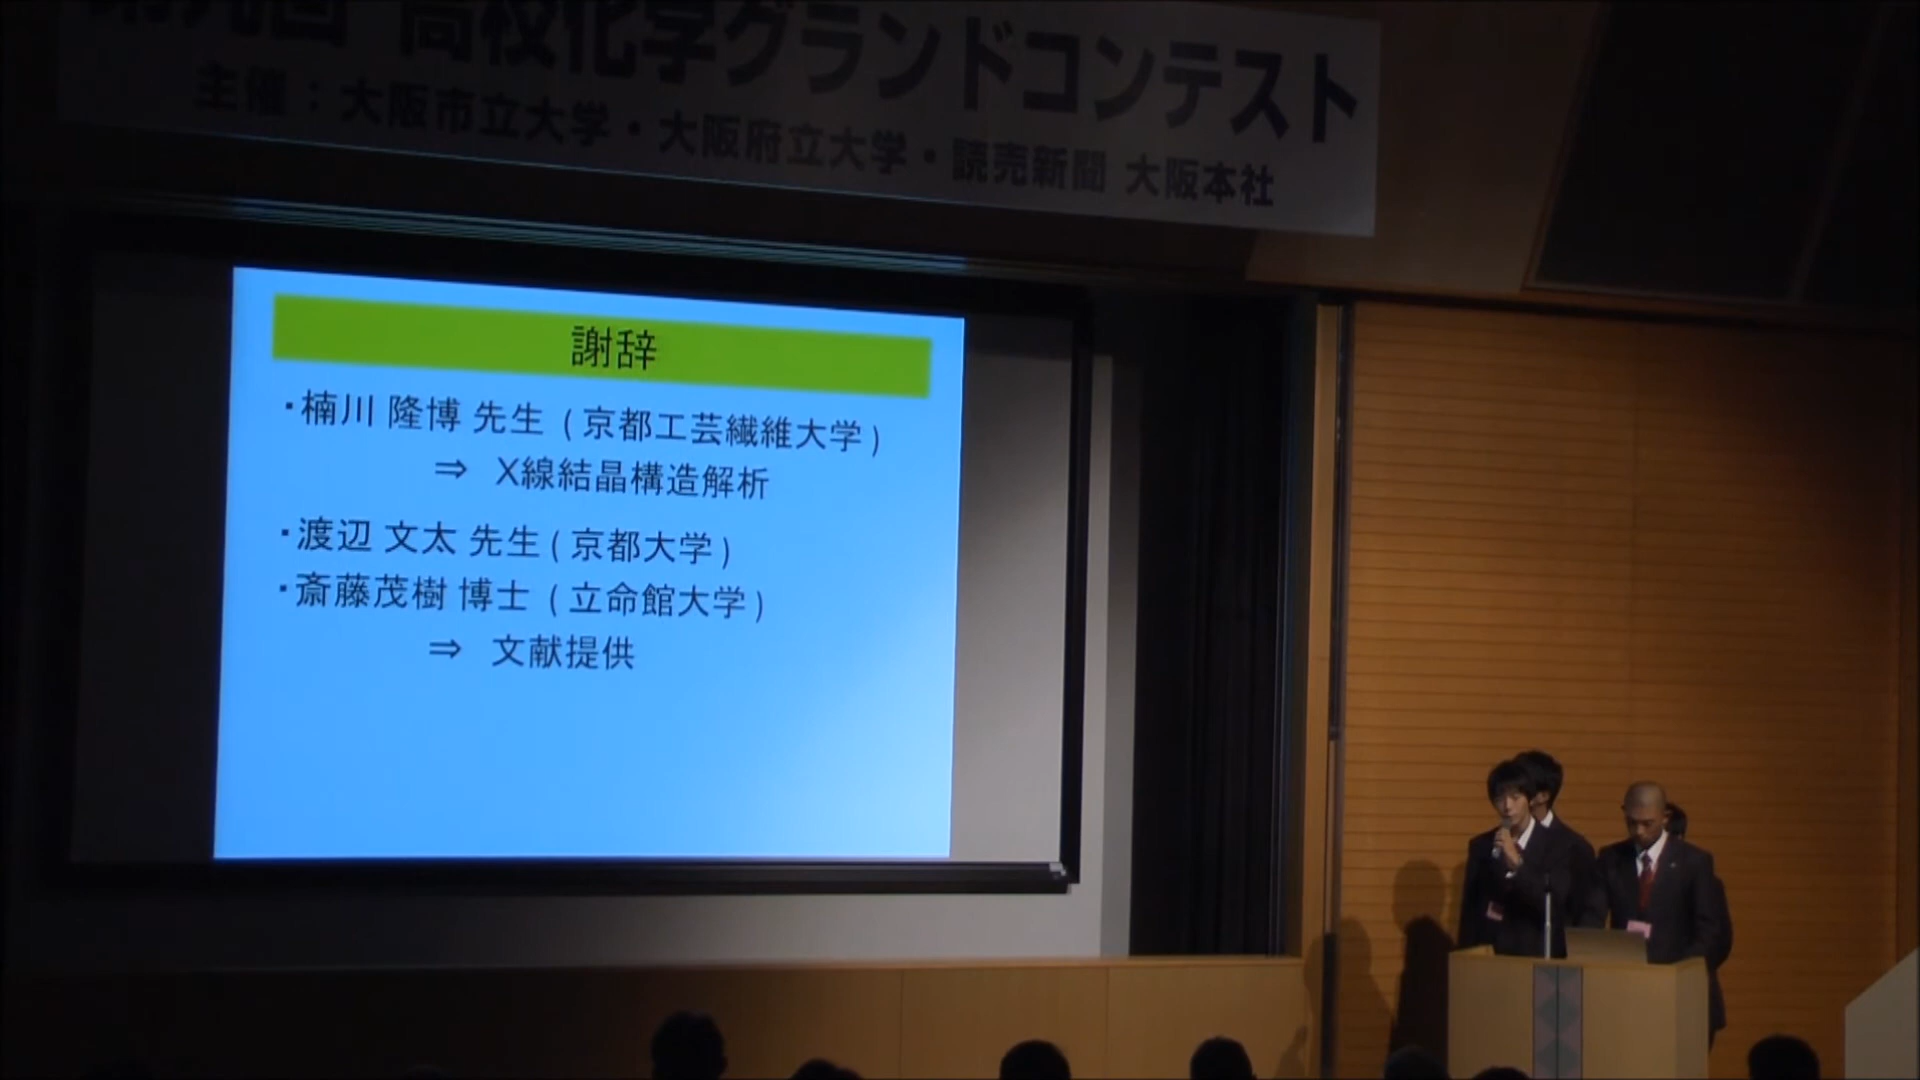 第九回 高校化学グランドコンテスト
主催：大阪市立大学・大阪府立大学・読売新聞 大阪本社
謝辞
・楠川 隆博 先生 ( 京都工芸繊維大学 )
⇒ X線結晶構造解析
・渡辺 文太 先生 ( 京都大学 )
・斎藤茂樹 博士 ( 立命館大学 )
⇒ 文献提供